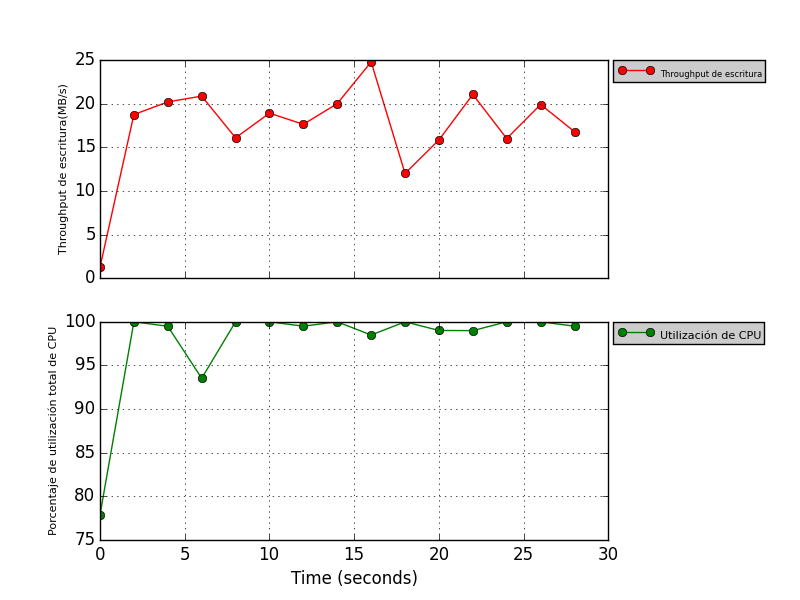 Throughput de escritura(MB/s)
25
20
15
10
5
0
Throughput de escritura
Porcentaje de utilización total de CPU
100
95
90
85
80
75
Utilización de CPU
0 5 10 15 20 25 30
Time (seconds)